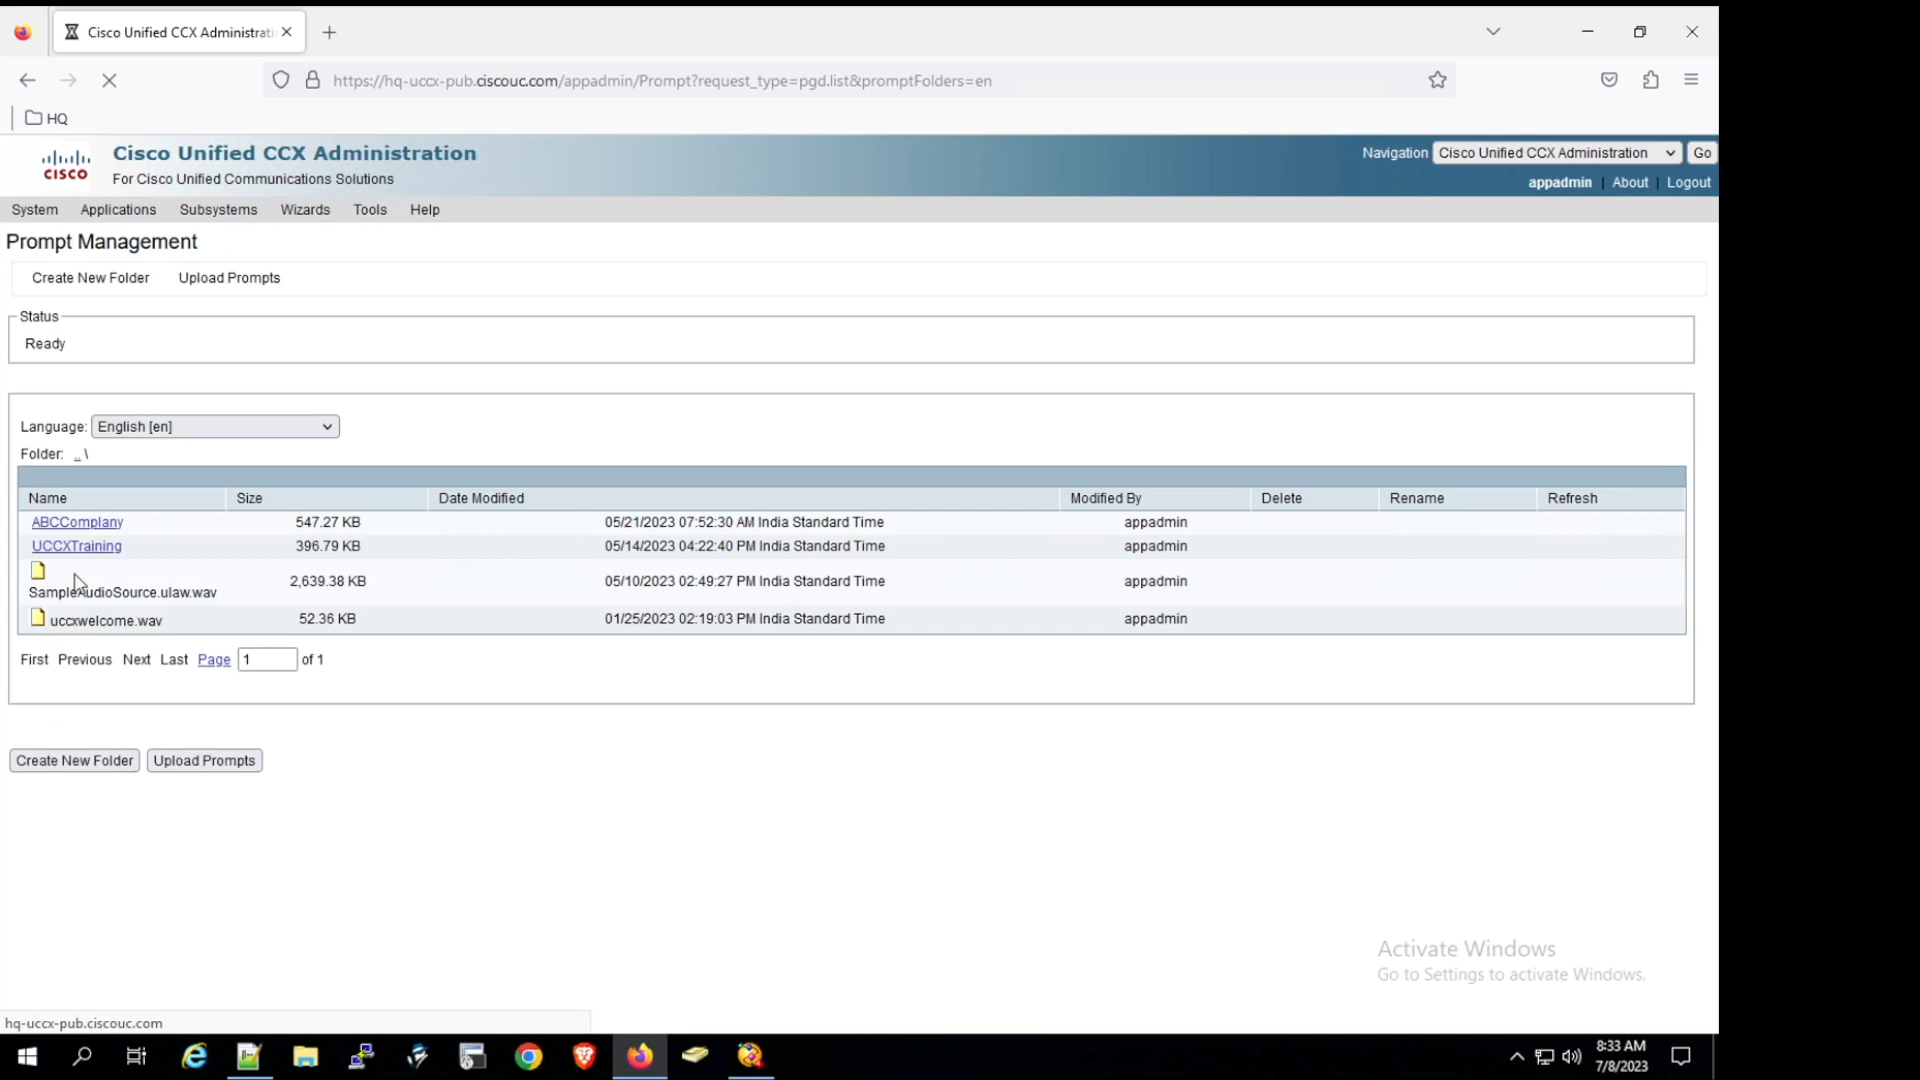 Cisco Unified CCX Administrati
https://hq-uccx-pub.ciscouc.com/appadmin/Prompt?request_type=pgd.list&promptFolders=en
HQ
Cisco Unified CCX Administration
Navigation Cisco Unified CCX Administration Go
CISCO
For Cisco Unified Communications Solutions
appadmin | About | Logout
System Applications Subsystems Wizards Tools Help
Prompt Management
Create New Folder Upload Prompts
Status
Ready
Language: English [en]
Folder: .. \
Name Size Date Modified Modified By Delete Rename Refresh
ABCComplany 547.27 KB 05/21/2023 07:52:30 AM India Standard Time appadmin
UCCXTraining 396.79 KB 05/14/2023 04:22:40 PM India Standard Time appadmin
SampleAudioSource.ulaw.wav 2,639.38 KB 05/10/2023 02:49:27 PM India Standard Time appadmin
uccxwelcome.wav 52.36 KB 01/25/2023 02:19:03 PM India Standard Time appadmin
First Previous Next Last Page 1 of 1
Create New Folder Upload Prompts
Activate Windows
Go to Settings to activate Windows.
hq-uccx-pub.ciscouc.com
8:33 AM
7/8/2023